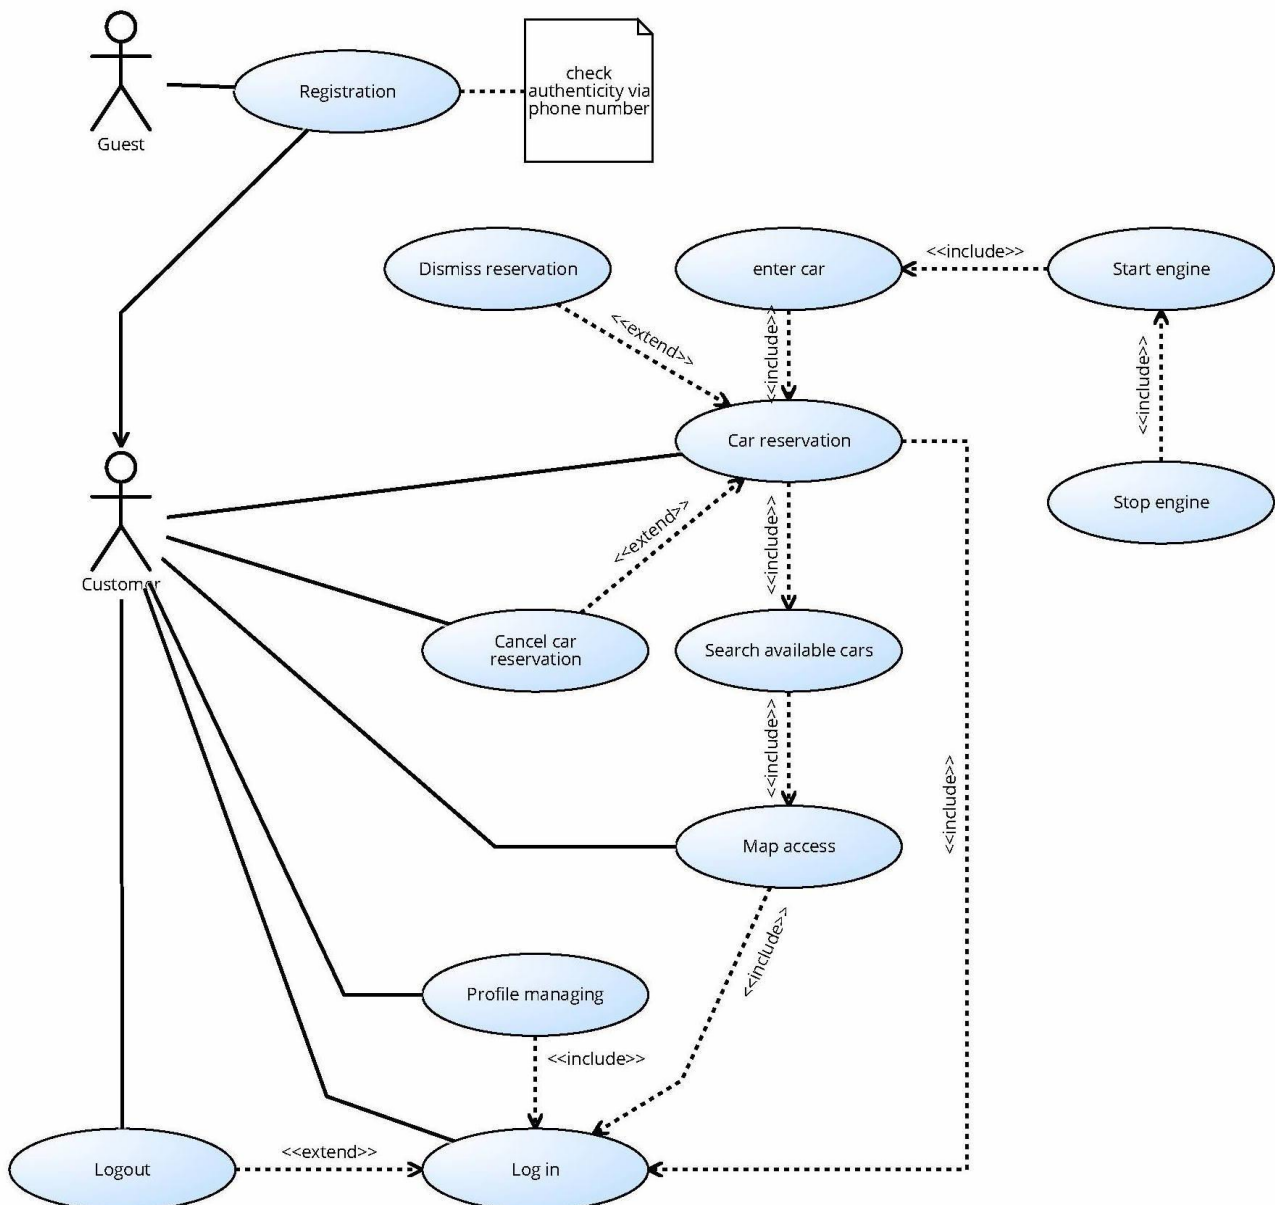 check
authenticity via
phone number
Registration
Guest
Dismiss reservation
enter car
<<include>>
Start engine
<<extend>>
<<include>>
<<include>>
Car reservation
Stop engine
<<extend>>
<<include>>
Customer
Cancel car
reservation
Search available cars
<<include>>
<<include>>
Map access
<<include>>
Profile managing
<<include>>
Logout
<<extend>>
Log in